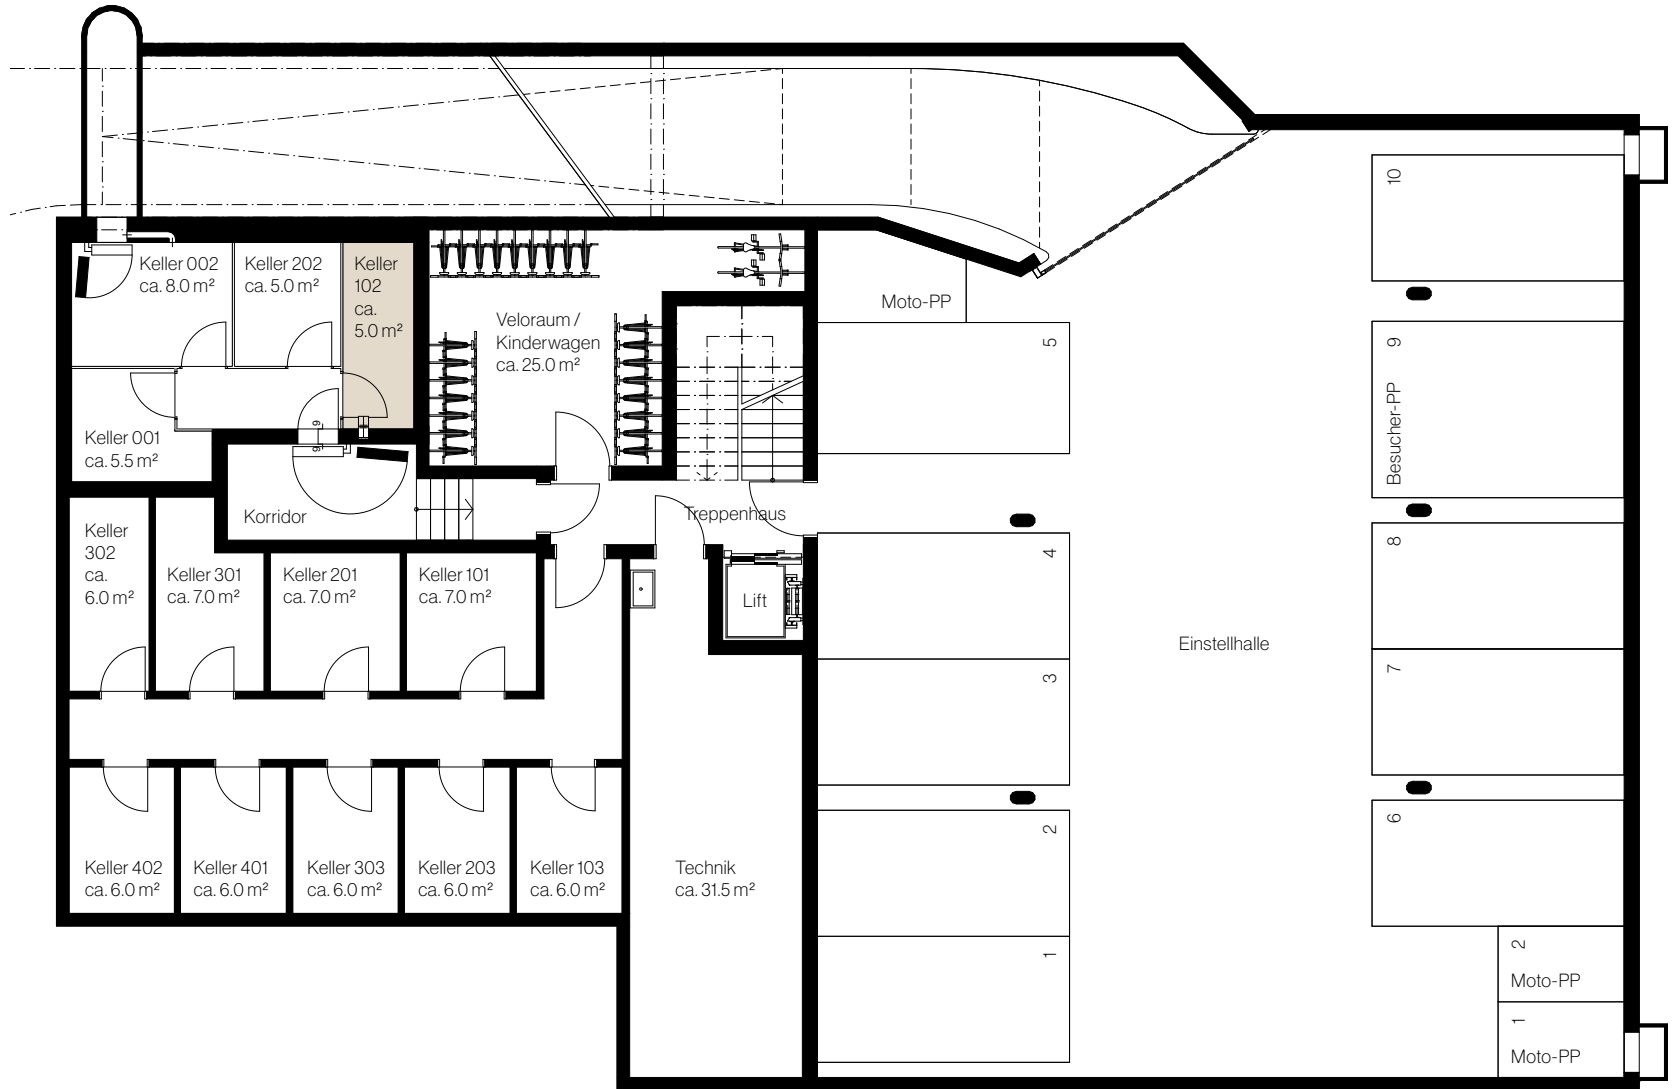 Keller 002
ca. 8.0 m²
Keller 202
ca. 5.0 m²
Keller
102
ca.
5.0 m²
Keller 001
ca. 5.5 m²
9
9
Veloraum /
Kinderwagen
ca. 25.0 m²
Korridor
Treppenhaus
Lift
Keller
302
ca.
6.0 m²
Keller 301
ca. 7.0 m²
Keller 201
ca. 7.0 m²
Keller 101
ca. 7.0 m²
Keller 402
ca. 6.0 m²
Keller 401
ca. 6.0 m²
Keller 303
ca. 6.0 m²
Keller 203
ca. 6.0 m²
Keller 103
ca. 6.0 m²
Technik
ca. 31.5 m²
Moto-PP
5
4
3
2
1
Einstellhalle
10
9
Besucher-PP
8
7
6
2
Moto-PP
1
Moto-PP